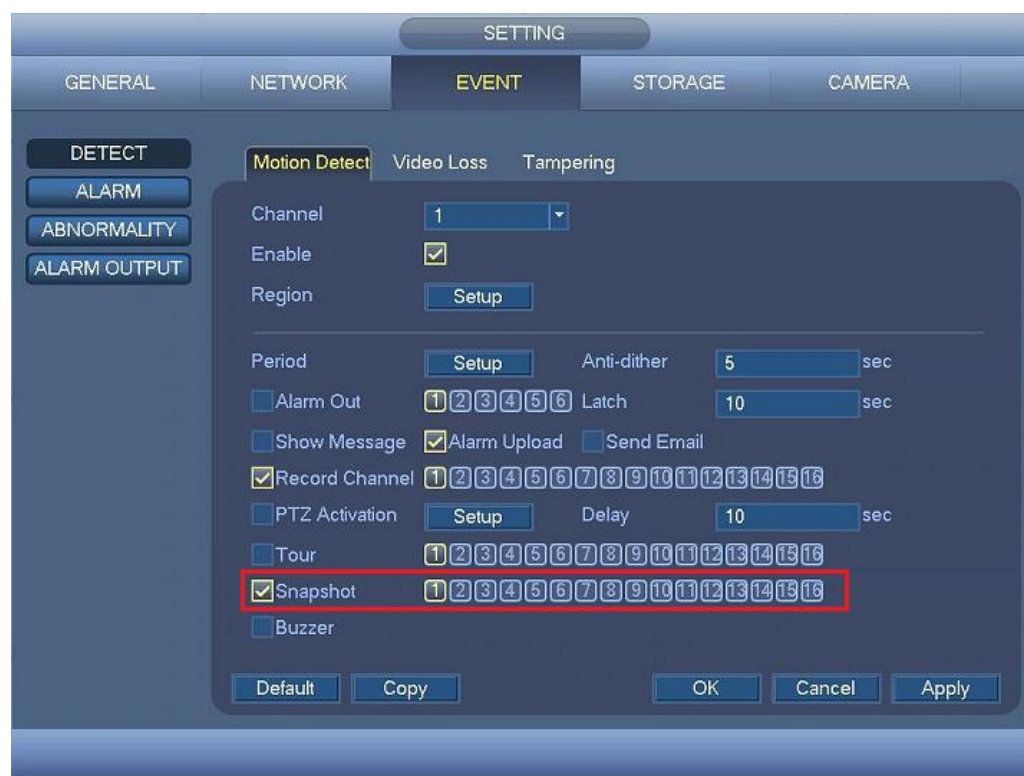 SETTING
GENERAL NETWORK EVENT STORAGE CAMERA
DETECT
ALARM
ABNORMALITY
ALARM OUTPUT
Motion Detect Video Loss Tampering
Channel 1
Enable
Region Setup
Period Setup Anti-dither 5 sec
Alarm Out 1 2 3 4 5 6 Latch 10 sec
Show Message Alarm Upload Send Email
Record Channel 1 2 3 4 5 6 7 8 9 10 11 12 13 14 15 16
PTZ Activation Setup Delay 10 sec
Tour 1 2 3 4 5 6 7 8 9 10 11 12 13 14 15 16
Snapshot 1 2 3 4 5 6 7 8 9 10 11 12 13 14 15 16
Buzzer
Default Copy OK Cancel Apply